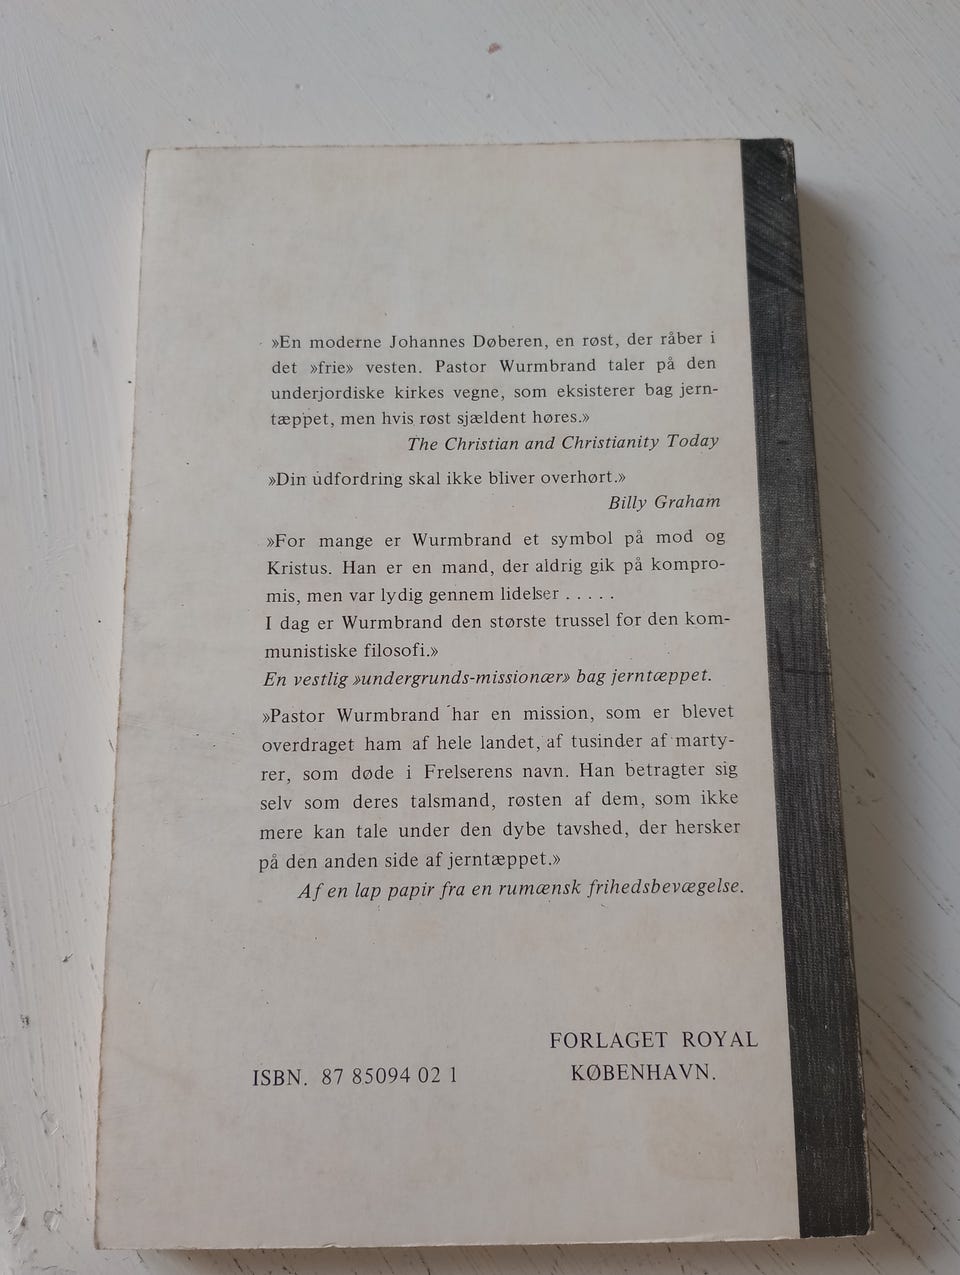 »En moderne Johannes Døberen, en røst, der råber i
det »frie» vesten. Pastor Wurmbrand taler på den
underjordiske kirkes vegne, som eksisterer bag jern-
tæppet, men hvis røst sjældent høres.»
The Christian and Christianity Today
»Din udfordring skal ikke bliver overhørt.»
Billy Graham
»For mange er Wurmbrand et symbol på mod og
Kristus. Han er en mand, der aldrig gik på kompro-
mis, men var lydig gennem lidelser . . . . .
I dag er Wurmbrand den største trussel for den kom-
munistiske filosofi.»
En vestlig »undergrunds-missionær» bag jerntæppet.
»Pastor Wurmbrand har en mission, som er blevet
overdraget ham af hele landet, af tusinder af marty-
rer, som døde i Frelserens navn. Han betragter sig
selv som deres talsmand, røsten af dem, som ikke
mere kan tale under den dybe tavshed, der hersker
på den anden side af jerntæppet.»
Af en lap papir fra en rumænsk frihedsbevægelse.
ISBN. 87 85094 02 1
FORLAGET ROYAL
KØBENHAVN.